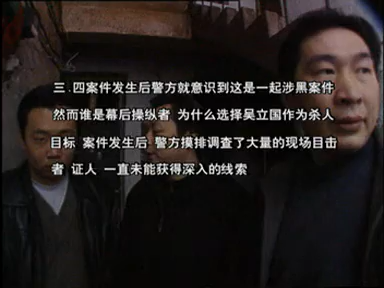 三.四案件发生后警方就意识到这是一起涉黑案件
然而谁是幕后操纵者 为什么选择吴立国作为杀人
目标 案件发生后 警方摸排调查了大量的现场目击
者 证人 一直未能获得深入的线索